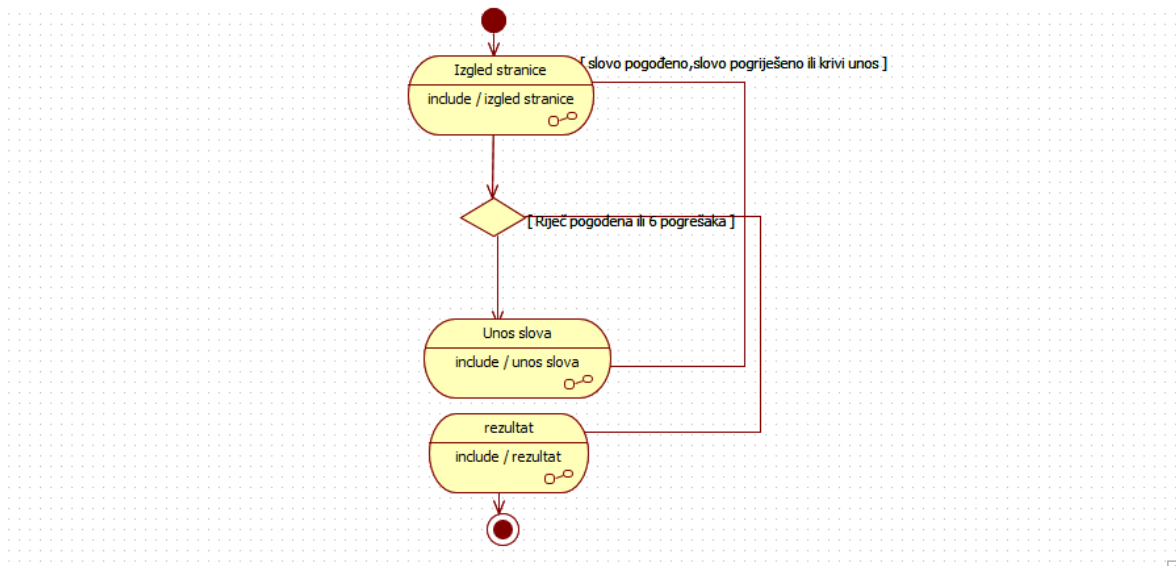 Izgled stranice
[ slovo pogođeno,slovo pogriješeno ili krivi unos ]
include / izgled stranice
[ Riječ pogođena ili 6 pogrešaka ]
Unos slova
include / unos slova
rezultat
include / rezultat